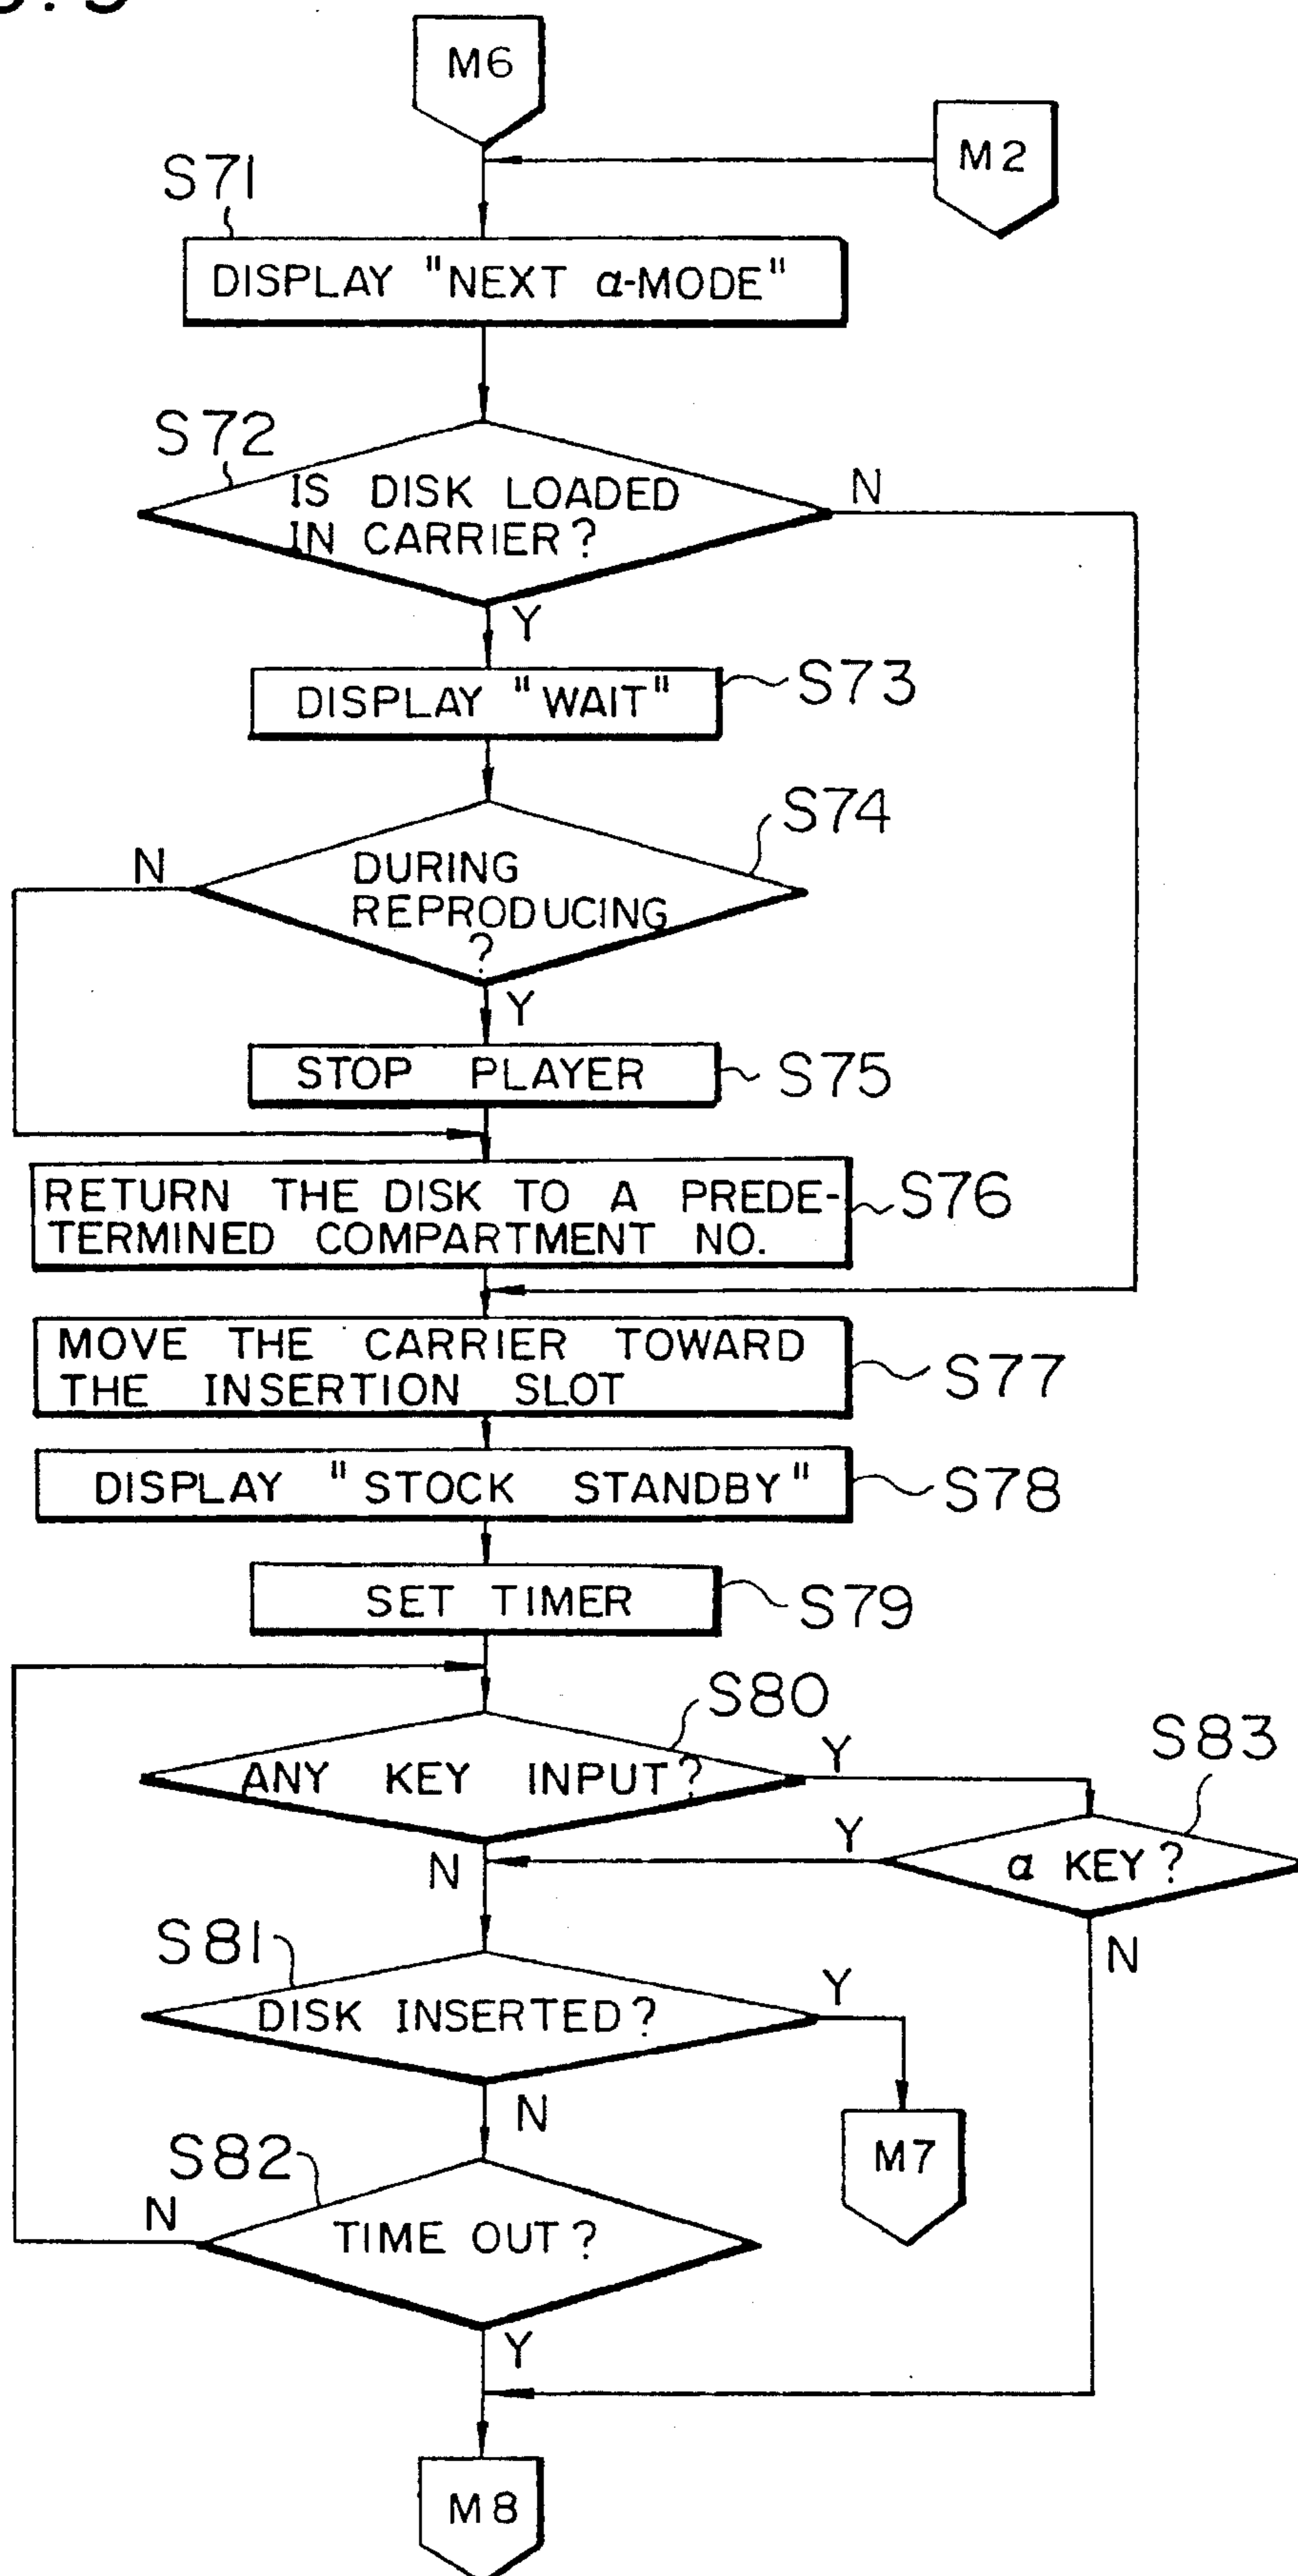 M6
M2
S71
DISPLAY "NEXT α-MODE"
S72
IS DISK LOADED
IN CARRIER?
N
Y
DISPLAY "WAIT"
S73
S74
N
DURING
REPRODUCING
?
Y
STOP PLAYER
S75
RETURN THE DISK TO A PREDE-
TERMINED COMPARTMENT NO.
S76
MOVE THE CARRIER TOWARD
THE INSERTION SLOT
S77
DISPLAY "STOCK STANDBY"
S78
SET TIMER
S79
S80
ANY KEY INPUT?
Y
S83
Y
α KEY?
N
N
S81
DISK INSERTED?
Y
N
M7
S82
N
TIME OUT?
Y
M8